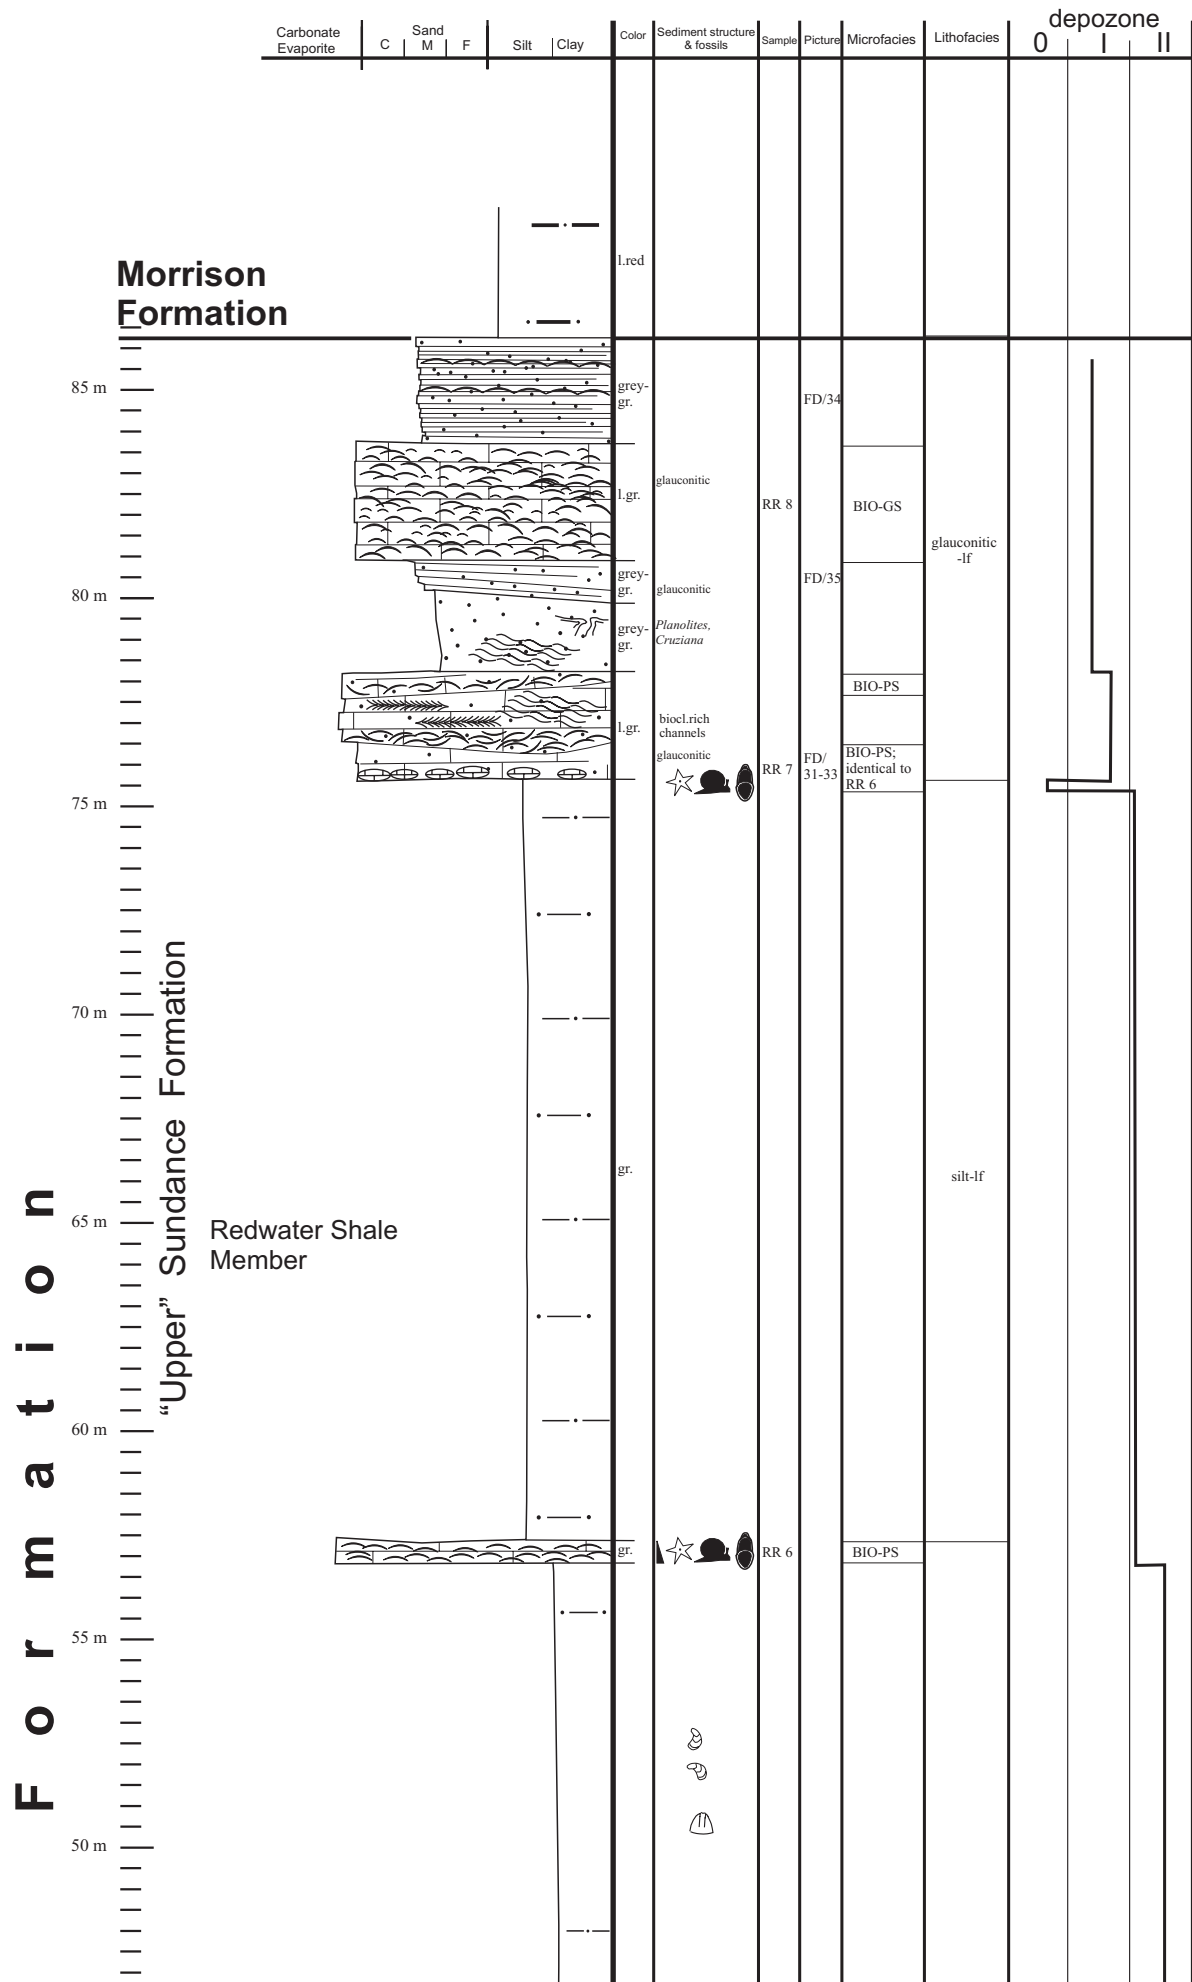 depozone
Carbonate
Evaporite
Sand
C M F
Silt Clay
Color
Sediment structure
& fossils
Sample
Picture
Microfacies
Lithofacies
0 I II
l.red
Morrison
Formation
85 m
grey-
gr.
FD/34
glauconitic
l.gr.
RR 8
BIO-GS
glauconitic
-lf
grey-
gr.
FD/35
glauconitic
80 m
Planolites,
Cruziana
grey-
gr.
BIO-PS
biocl.rich
channels
l.gr.
glauconitic
RR 7
FD/
31-33
BIO-PS;
identical to
RR 6
75 m
70 m
“Upper” Sundance Formation
gr.
silt-lf
65 m
Redwater Shale
Member
Formation
60 m
gr.
RR 6
BIO-PS
55 m
50 m